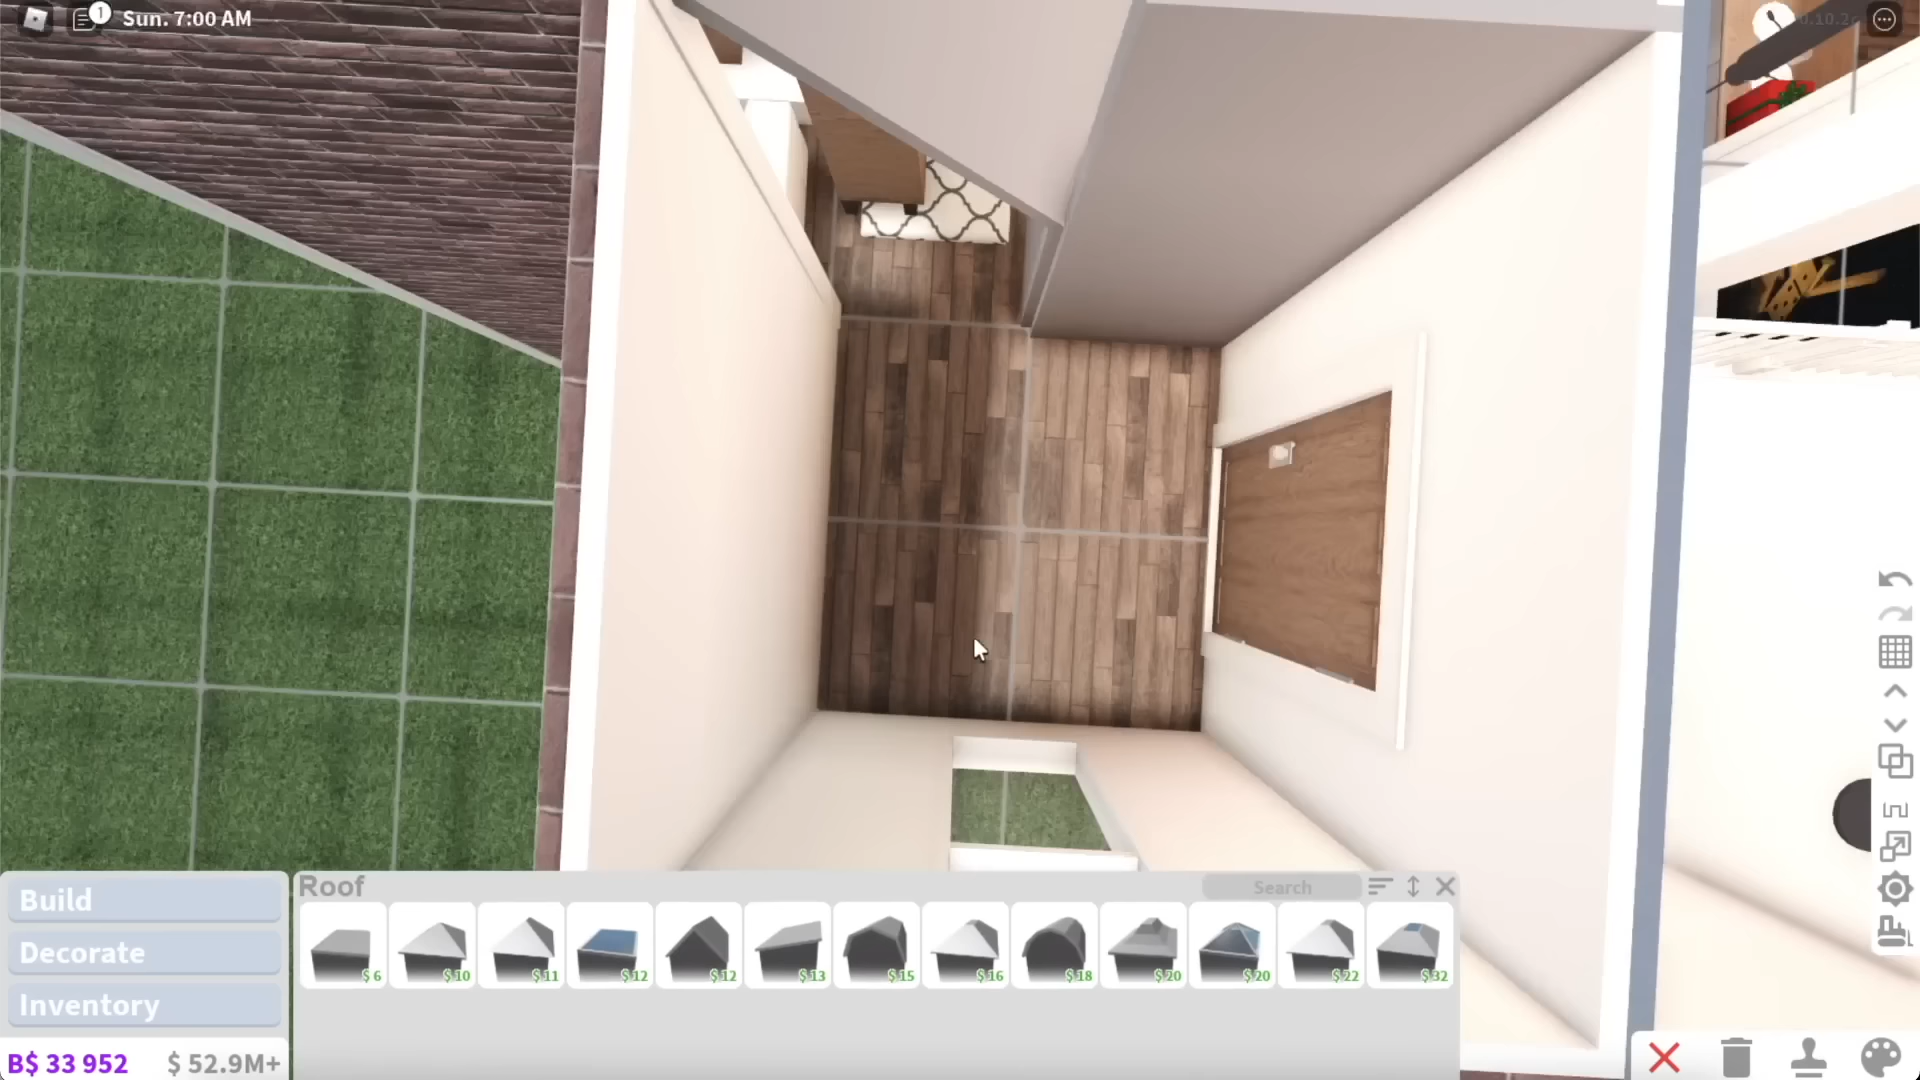 1 Sun. 7:00 AM
Build
Decorate
Inventory
B$ 33 952 $ 52.9M+
Roof
Search
$ 6 $10 $11 $12 $12 $13 $15 $16 $18 $20 $20 $22 $32